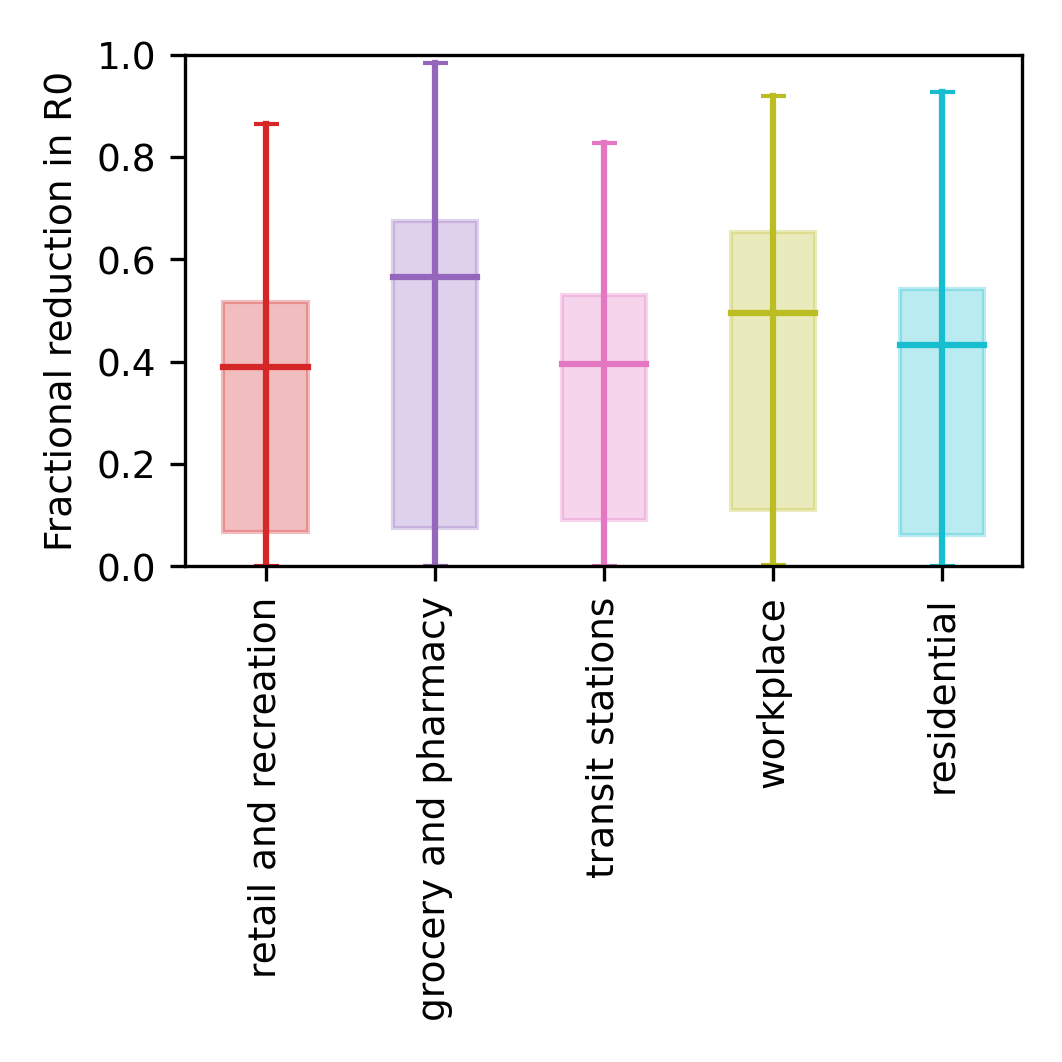 Fractional reduction in R0
1.0
0.8
0.6
0.4
0.2
0.0
retail and recreation
grocery and pharmacy
transit stations
workplace
residential